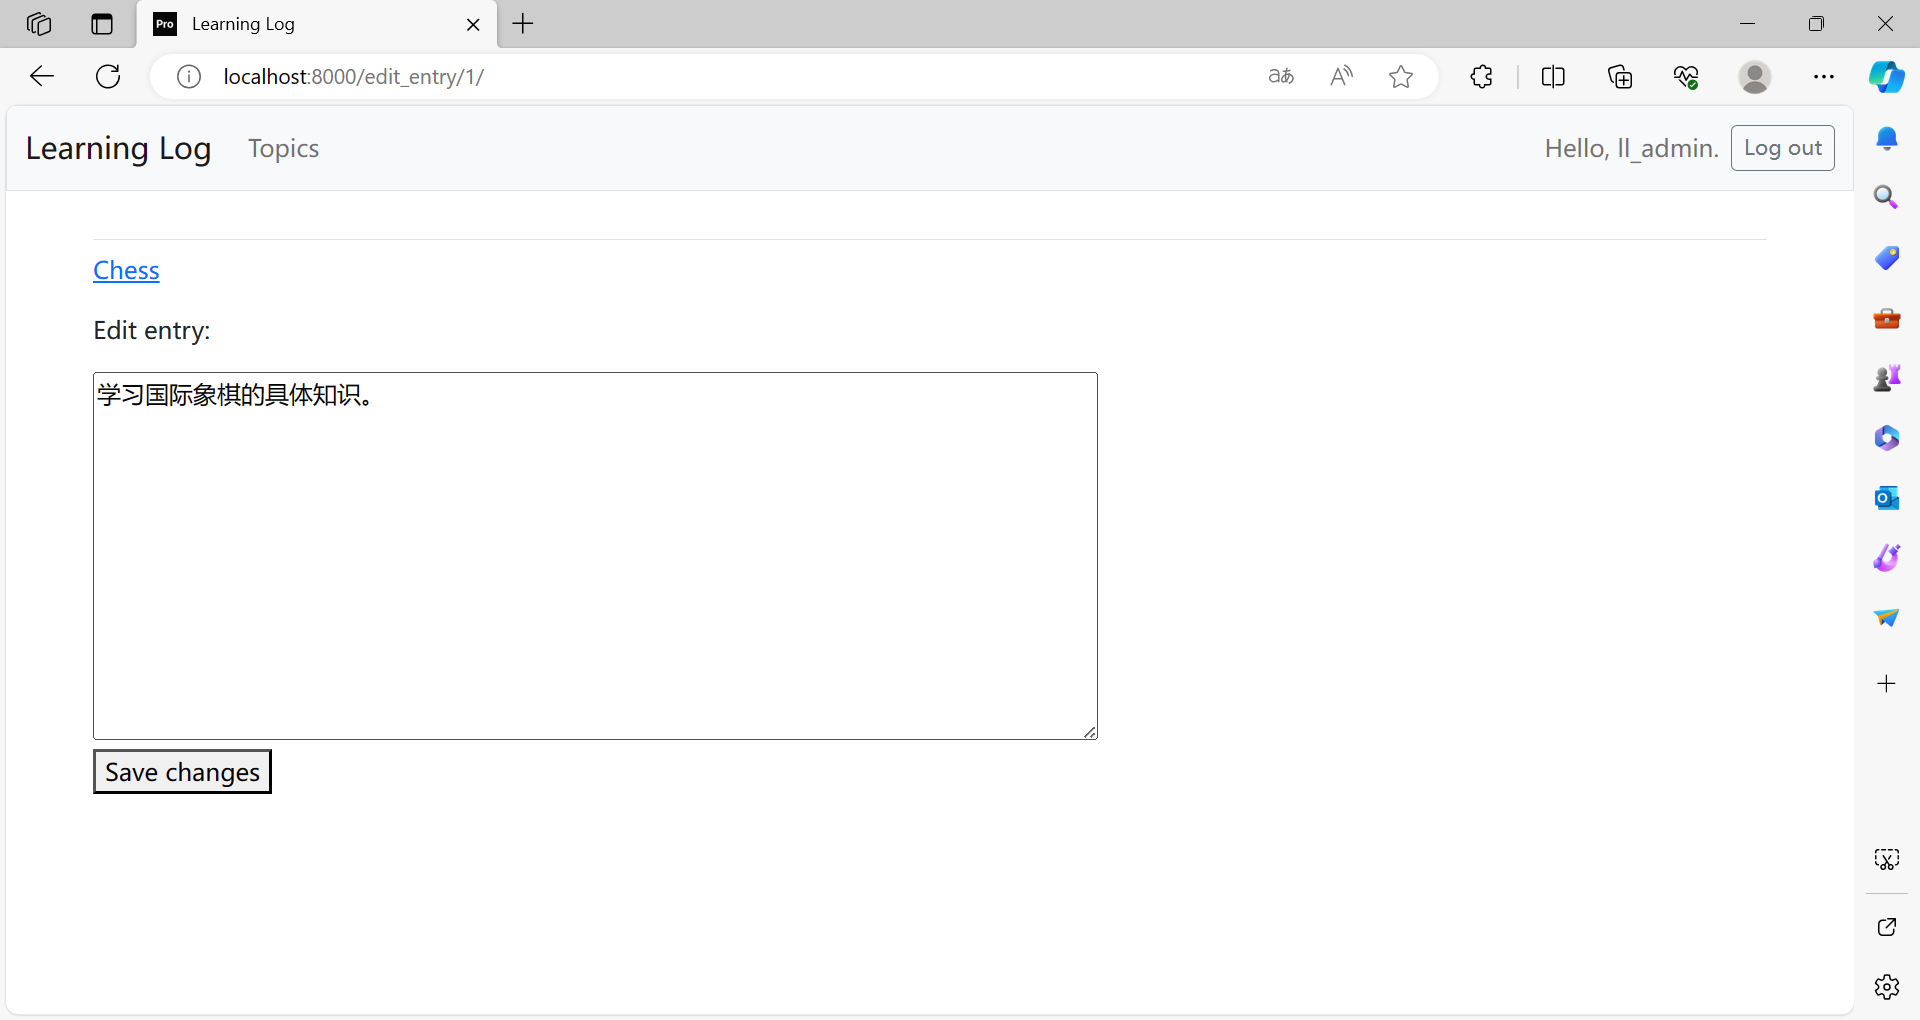 Pro Learning Log
localhost:8000/edit_entry/1/
Learning Log Topics Hello, ll_admin. Log out
Chess
Edit entry:
学习国际象棋的具体知识。
Save changes